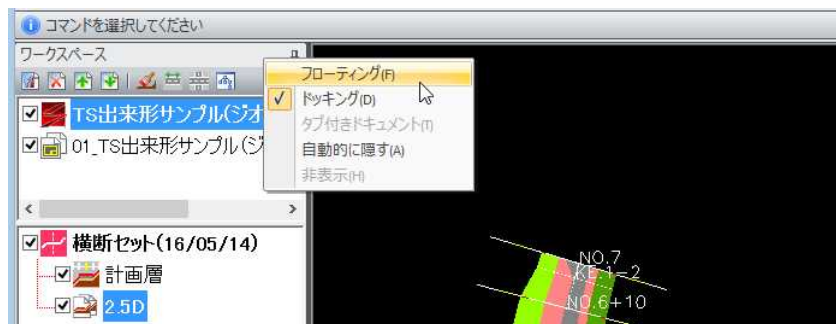 コマンドを選択してください
ワークスペース
フローティング(F)
ドッキング(D)
タブ付きドキュメント(T)
自動的に隠す(A)
非表示(H)
TS出来形サンプル(ジオ
01_TS出来形サンプル(ジ
横断セット(16/05/14)
計画層
2.5D
NO.7
KE.1-2
NO.6+10